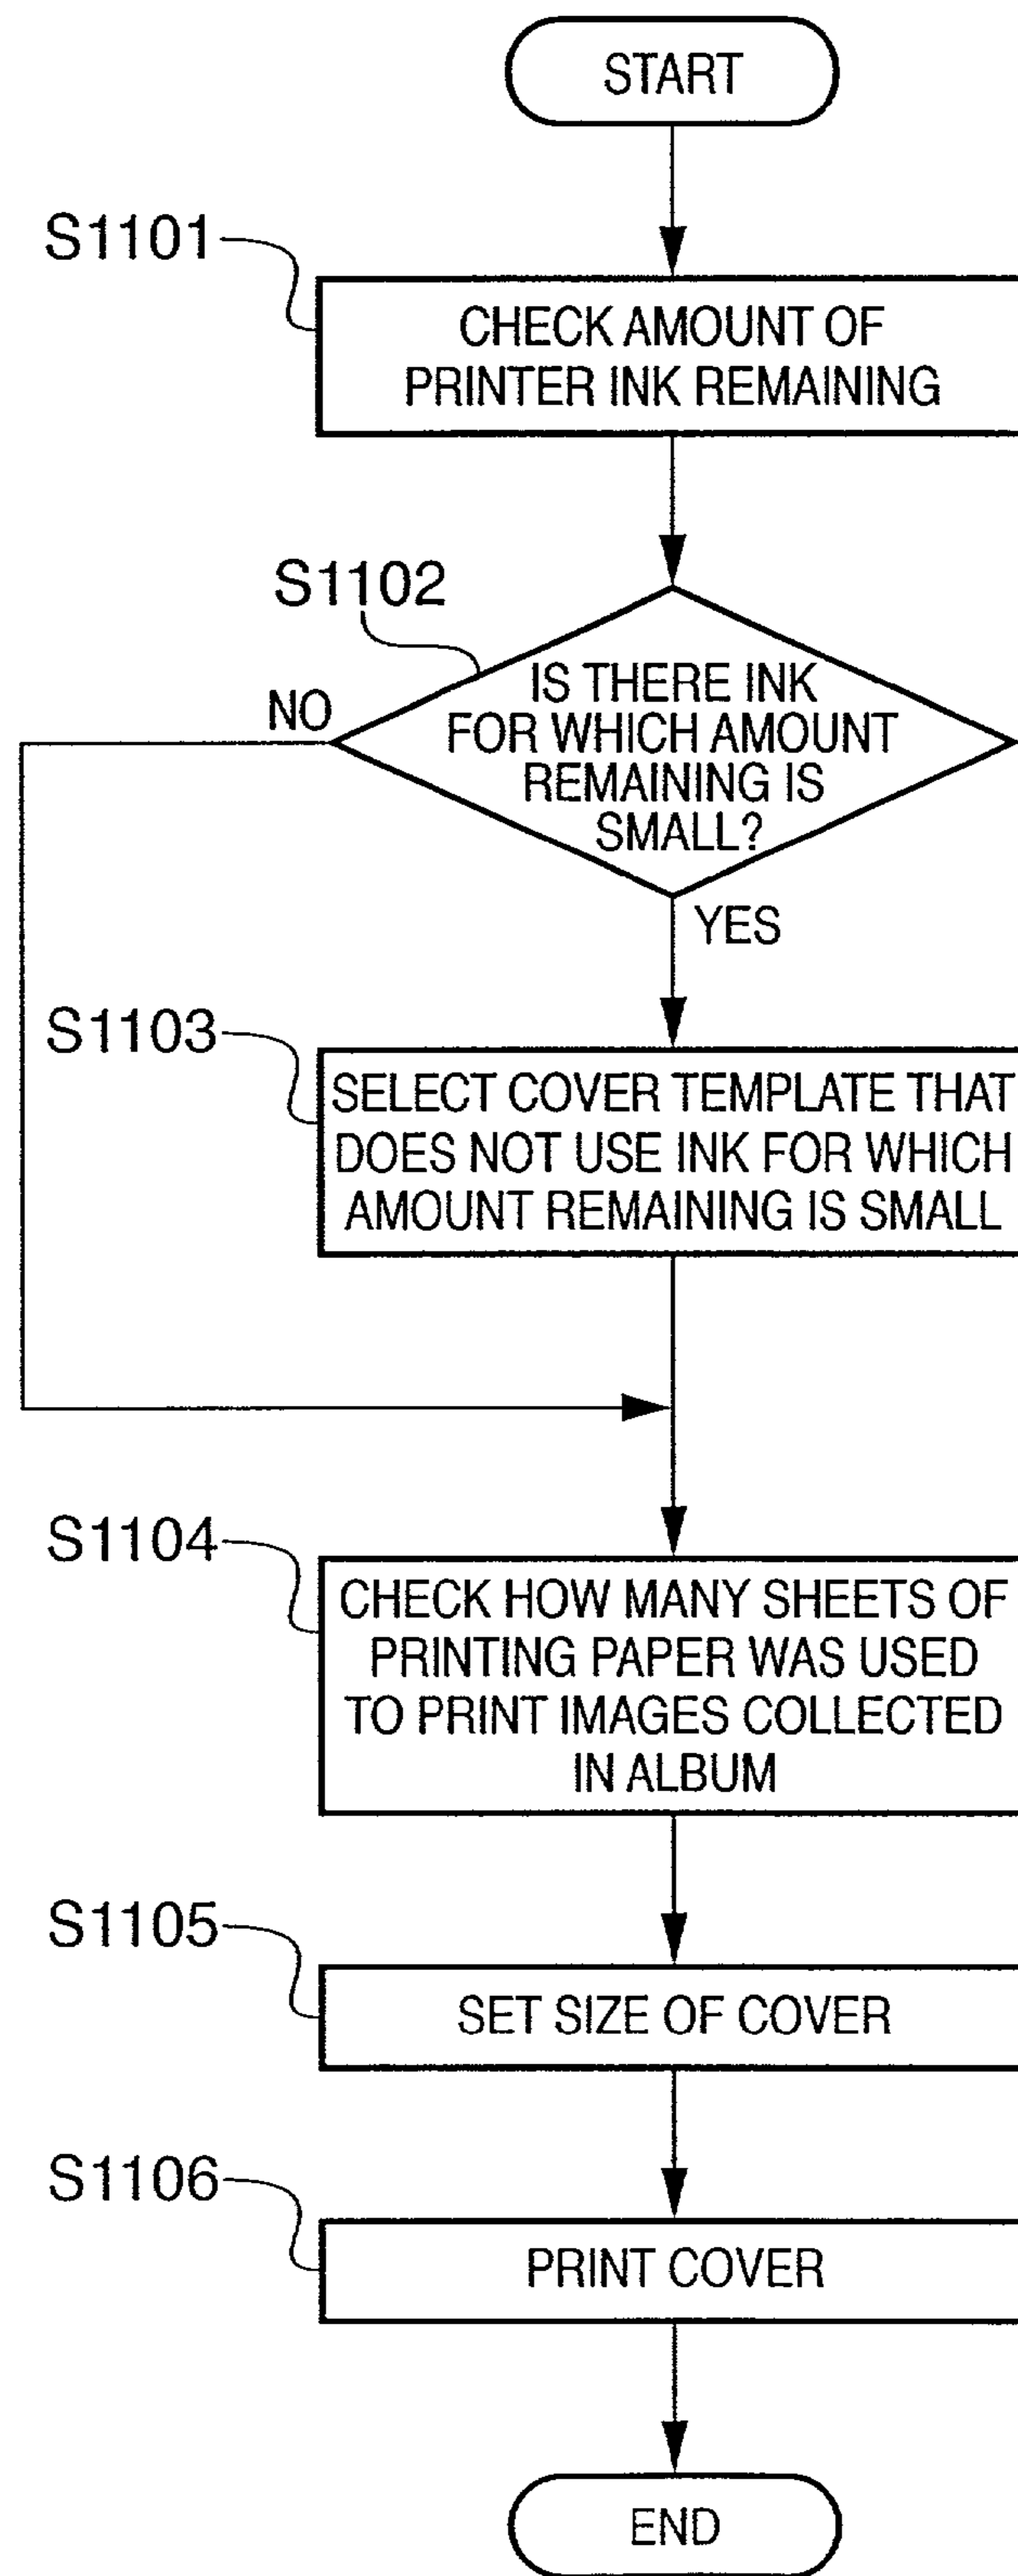 START
S1101
CHECK AMOUNT OF
PRINTER INK REMAINING
S1102
IS THERE INK
FOR WHICH AMOUNT
REMAINING IS
SMALL?
NO
YES
S1103
SELECT COVER TEMPLATE THAT
DOES NOT USE INK FOR WHICH
AMOUNT REMAINING IS SMALL
S1104
CHECK HOW MANY SHEETS OF
PRINTING PAPER WAS USED
TO PRINT IMAGES COLLECTED
IN ALBUM
S1105
SET SIZE OF COVER
S1106
PRINT COVER
END